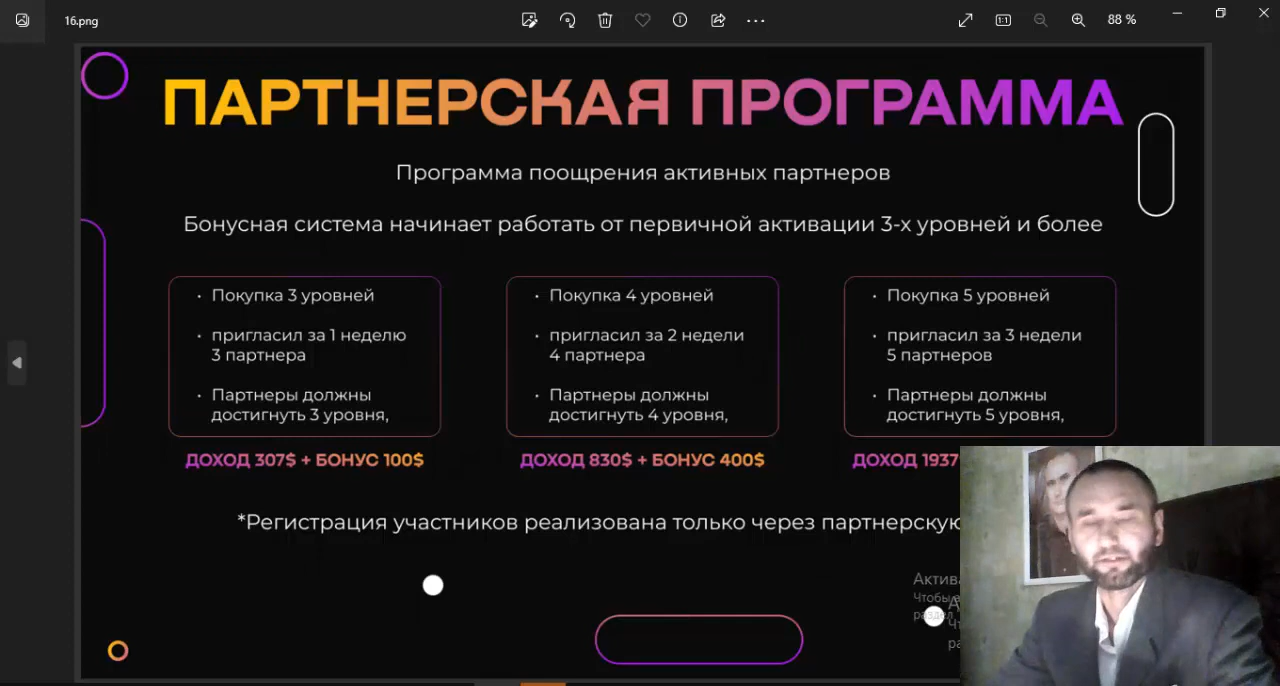 16.png
88 %
ПАРТНЕРСКАЯ ПРОГРАММА
Программа поощрения активных партнеров
Бонусная система начинает работать от первичной активации 3-х уровней и более
• Покупка 3 уровней
• пригласил за 1 неделю
3 партнера
• Партнеры должны
достигнуть 3 уровня,
ДОХОД 307$ + БОНУС 100$
• Покупка 4 уровней
• пригласил за 2 недели
4 партнера
• Партнеры должны
достигнуть 4 уровня,
ДОХОД 830$ + БОНУС 400$
• Покупка 5 уровней
• пригласил за 3 недели
5 партнеров
• Партнеры должны
достигнуть 5 уровня,
ДОХОД 1937
*Регистрация участников реализована только через партнерскую